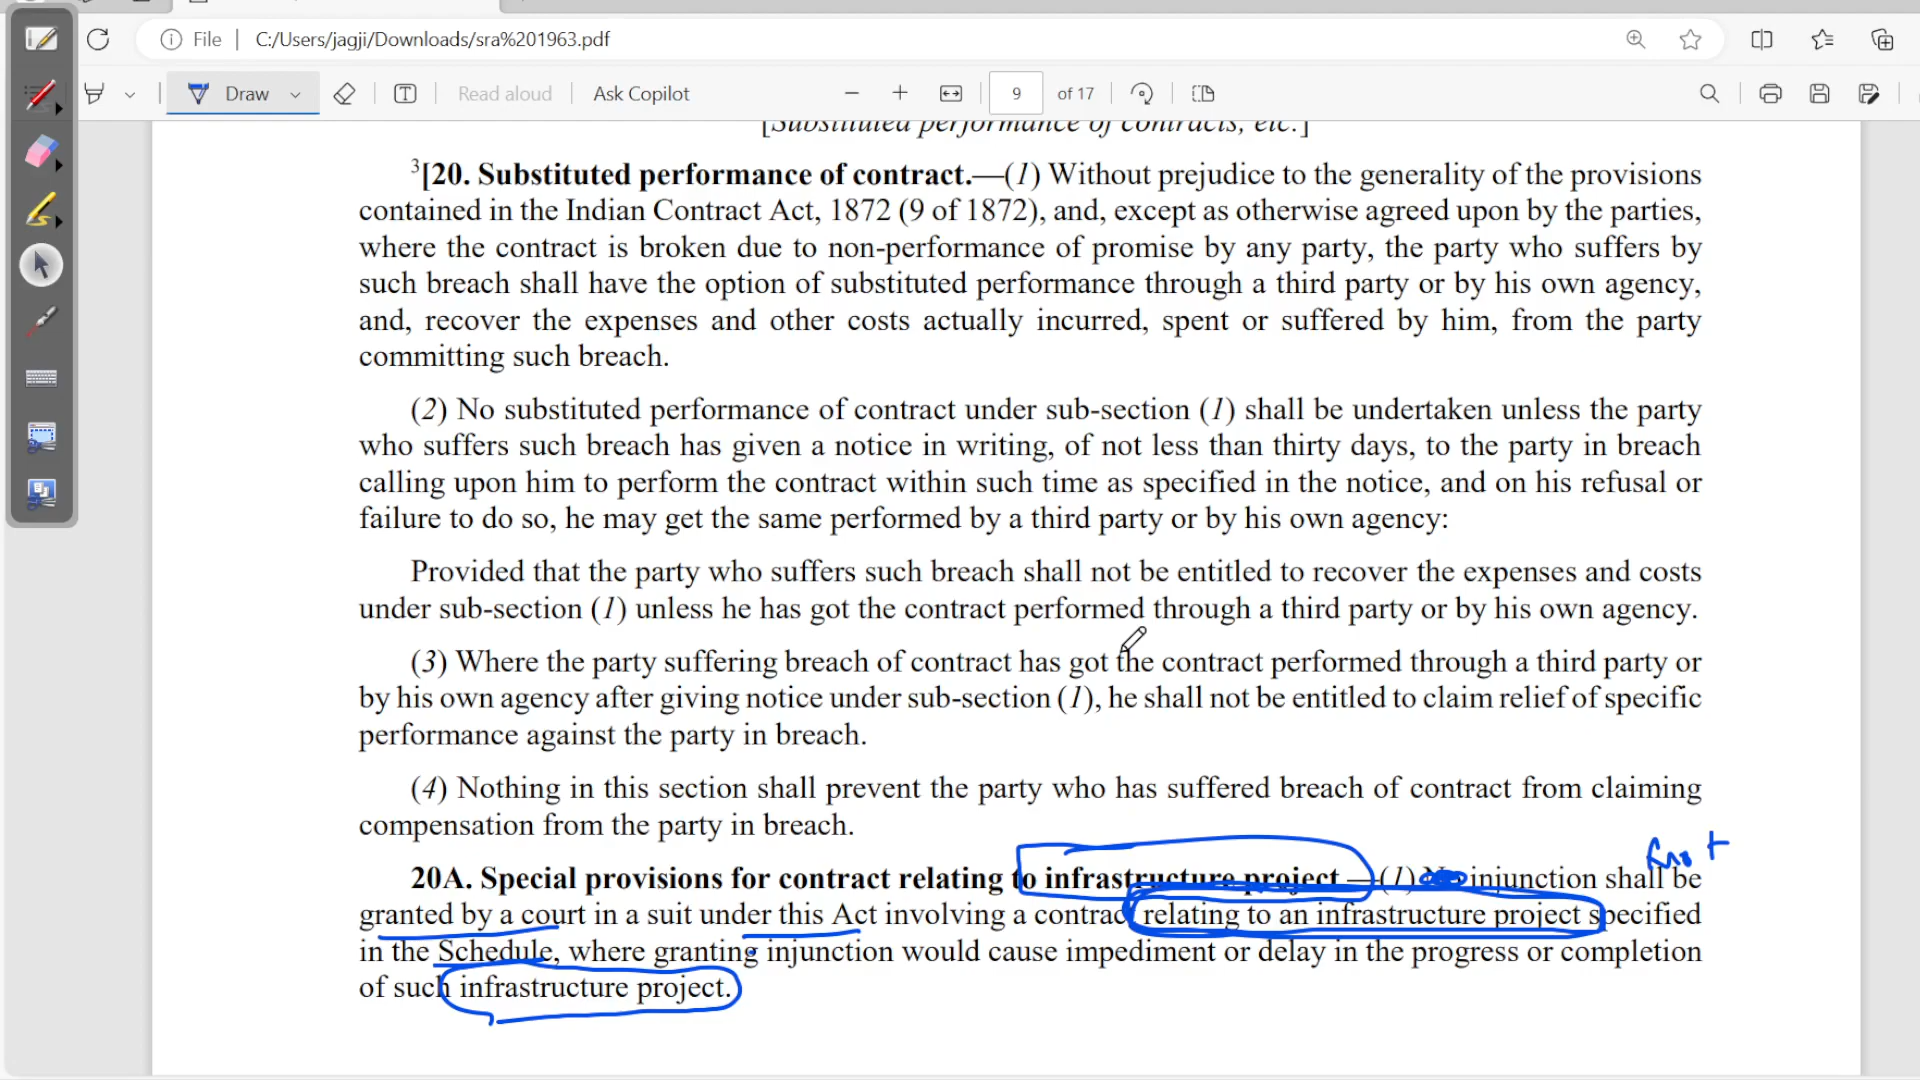 File C:/Users/jagji/Downloads/sra%201963.pdf
Draw Read aloud Ask Copilot 9 of 17
[Substituted performance of contracts, etc.]
3[20. Substituted performance of contract.—(1) Without prejudice to the generality of the provisions
contained in the Indian Contract Act, 1872 (9 of 1872), and, except as otherwise agreed upon by the parties,
where the contract is broken due to non-performance of promise by any party, the party who suffers by
such breach shall have the option of substituted performance through a third party or by his own agency,
and, recover the expenses and other costs actually incurred, spent or suffered by him, from the party
committing such breach.
(2) No substituted performance of contract under sub-section (1) shall be undertaken unless the party
who suffers such breach has given a notice in writing, of not less than thirty days, to the party in breach
calling upon him to perform the contract within such time as specified in the notice, and on his refusal or
failure to do so, he may get the same performed by a third party or by his own agency:
Provided that the party who suffers such breach shall not be entitled to recover the expenses and costs
under sub-section (1) unless he has got the contract performed through a third party or by his own agency.
(3) Where the party suffering breach of contract has got the contract performed through a third party or
by his own agency after giving notice under sub-section (1), he shall not be entitled to claim relief of specific
performance against the party in breach.
(4) Nothing in this section shall prevent the party who has suffered breach of contract from claiming
compensation from the party in breach.
20A. Special provisions for contract relating to infrastructure project.—(1) No injunction shall be
granted by a court in a suit under this Act involving a contract relating to an infrastructure project specified
in the Schedule, where granting injunction would cause impediment or delay in the progress or completion
of such infrastructure project.